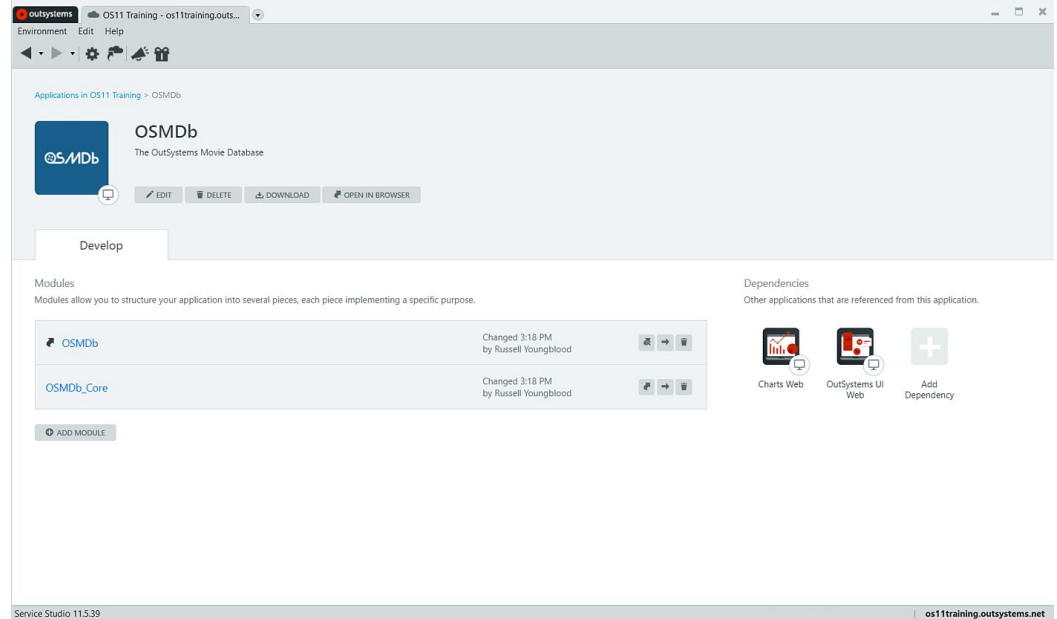 outsystems
OS11 Training - os11training.outs...
Environment Edit Help
Applications in OS11 Training > OSMDb
OSMDb
OSMDb
The OutSystems Movie Database
EDIT DELETE DOWNLOAD OPEN IN BROWSER
Develop
Modules
Modules allow you to structure your application into several pieces, each piece implementing a specific purpose.
OSMDb
Changed 3:18 PM
by Russell Youngblood
OSMDb_Core
Changed 3:18 PM
by Russell Youngblood
ADD MODULE
Dependencies
Other applications that are referenced from this application.
Charts Web
OutSystems UI
Web
Add
Dependency
Service Studio 11.5.39
os11training.outsystems.net